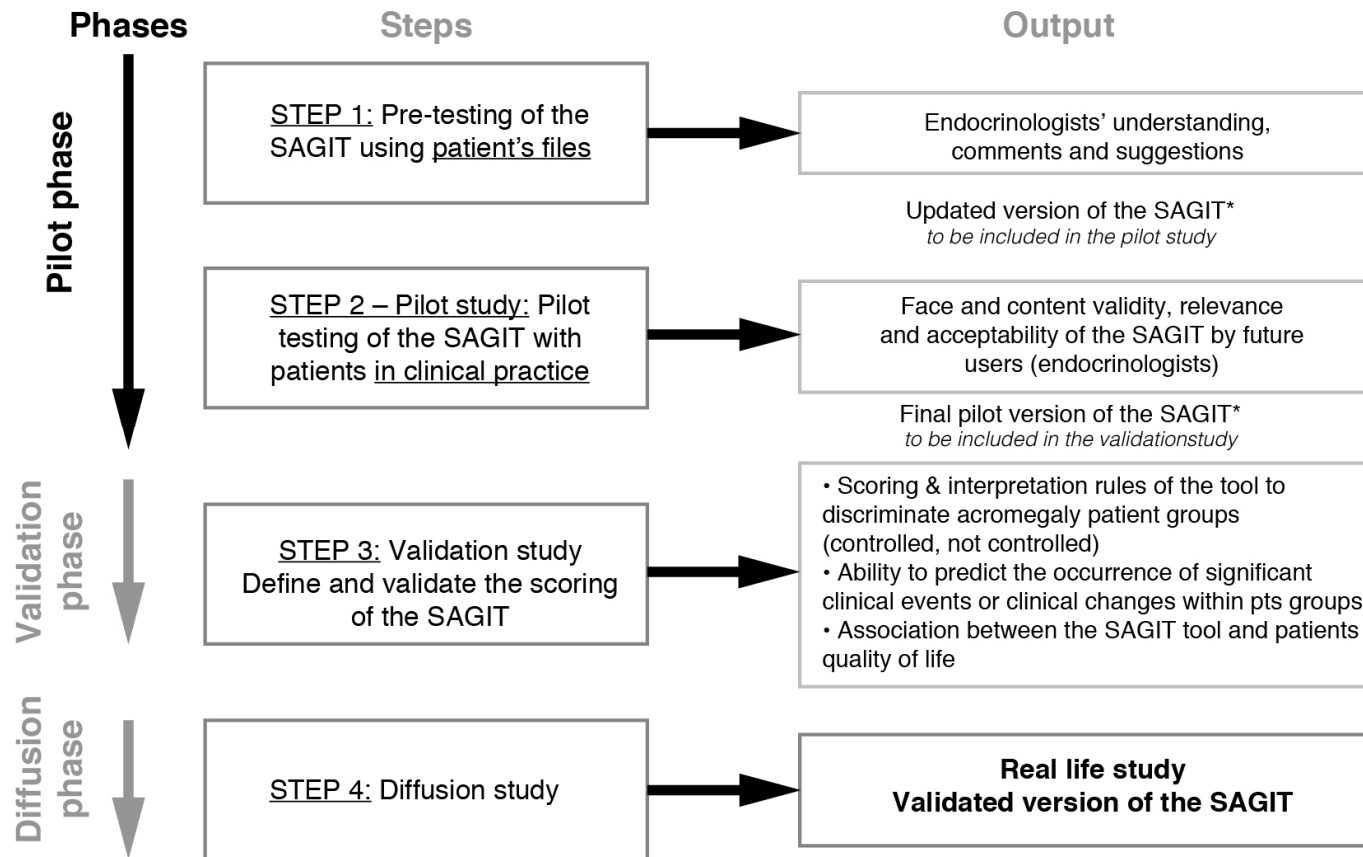 Phases Steps Output
Pilot phase
STEP 1: Pre-testing of the
SAGIT using patient's files
Endocrinologists' understanding,
comments and suggestions
Updated version of the SAGIT*
to be included in the pilot study
STEP 2 – Pilot study: Pilot
testing of the SAGIT with
patients in clinical practice
Face and content validity, relevance
and acceptability of the SAGIT by future
users (endocrinologists)
Final pilot version of the SAGIT*
to be included in the validationstudy
Validation
phase
STEP 3: Validation study
Define and validate the scoring
of the SAGIT
• Scoring & interpretation rules of the tool to
discriminate acromegaly patient groups
(controlled, not controlled)
• Ability to predict the occurrence of significant
clinical events or clinical changes within pts groups
• Association between the SAGIT tool and patients
quality of life
Diffusion
phase
STEP 4: Diffusion study
Real life study
Validated version of the SAGIT